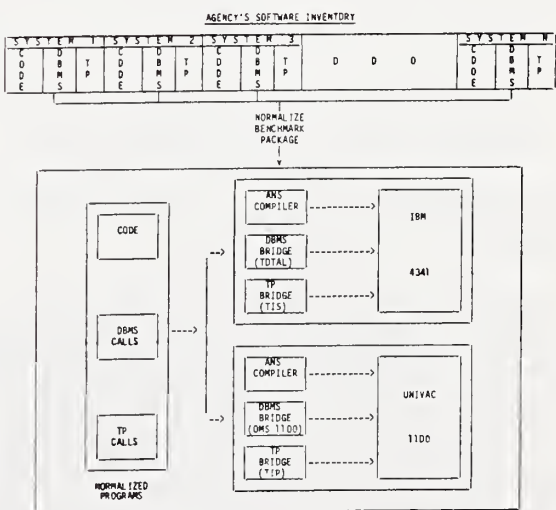 AGENCY'S SOFTWARE INVENTORY
SYSTEM 1 SYSTEM 2 SYSTEM 3 SYSTEM N
CODE DBMS TP CODE DBMS TP CODE DBMS TP O O O CODE DBMS TP
NORMALIZE
BENCHMARK
PACKAGE
CODE
DBMS
CALLS
TP
CALLS
NORMALIZED
PROGRAMS
ANS
COMPILER
DBMS
BRIDGE
(TOTAL)
TP
BRIDGE
(TIS)
IBM
4341
ANS
COMPILER
DBMS
BRIDGE
(DMS 1100)
TP
BRIDGE
(TIP)
UNIVAC
1100